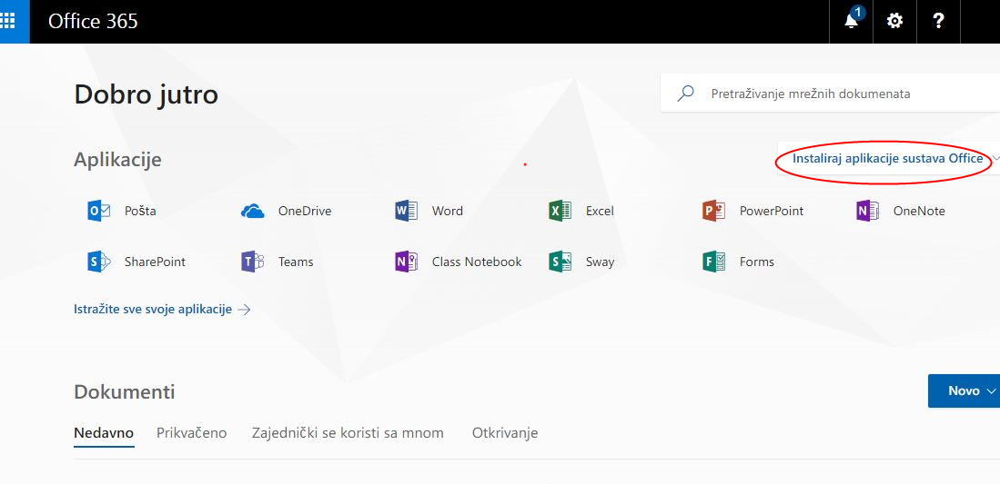 Office 365
1
?
Dobro jutro
Pretraživanje mrežnih dokumenata
Aplikacije
Instaliraj aplikacije sustava Office
Pošta
OneDrive
Word
Excel
PowerPoint
OneNote
SharePoint
Teams
Class Notebook
Sway
Forms
Istražite sve svoje aplikacije
Dokumenti
Novo
Nedavno
Prikvačeno
Zajednički se koristi sa mnom
Otkrivanje